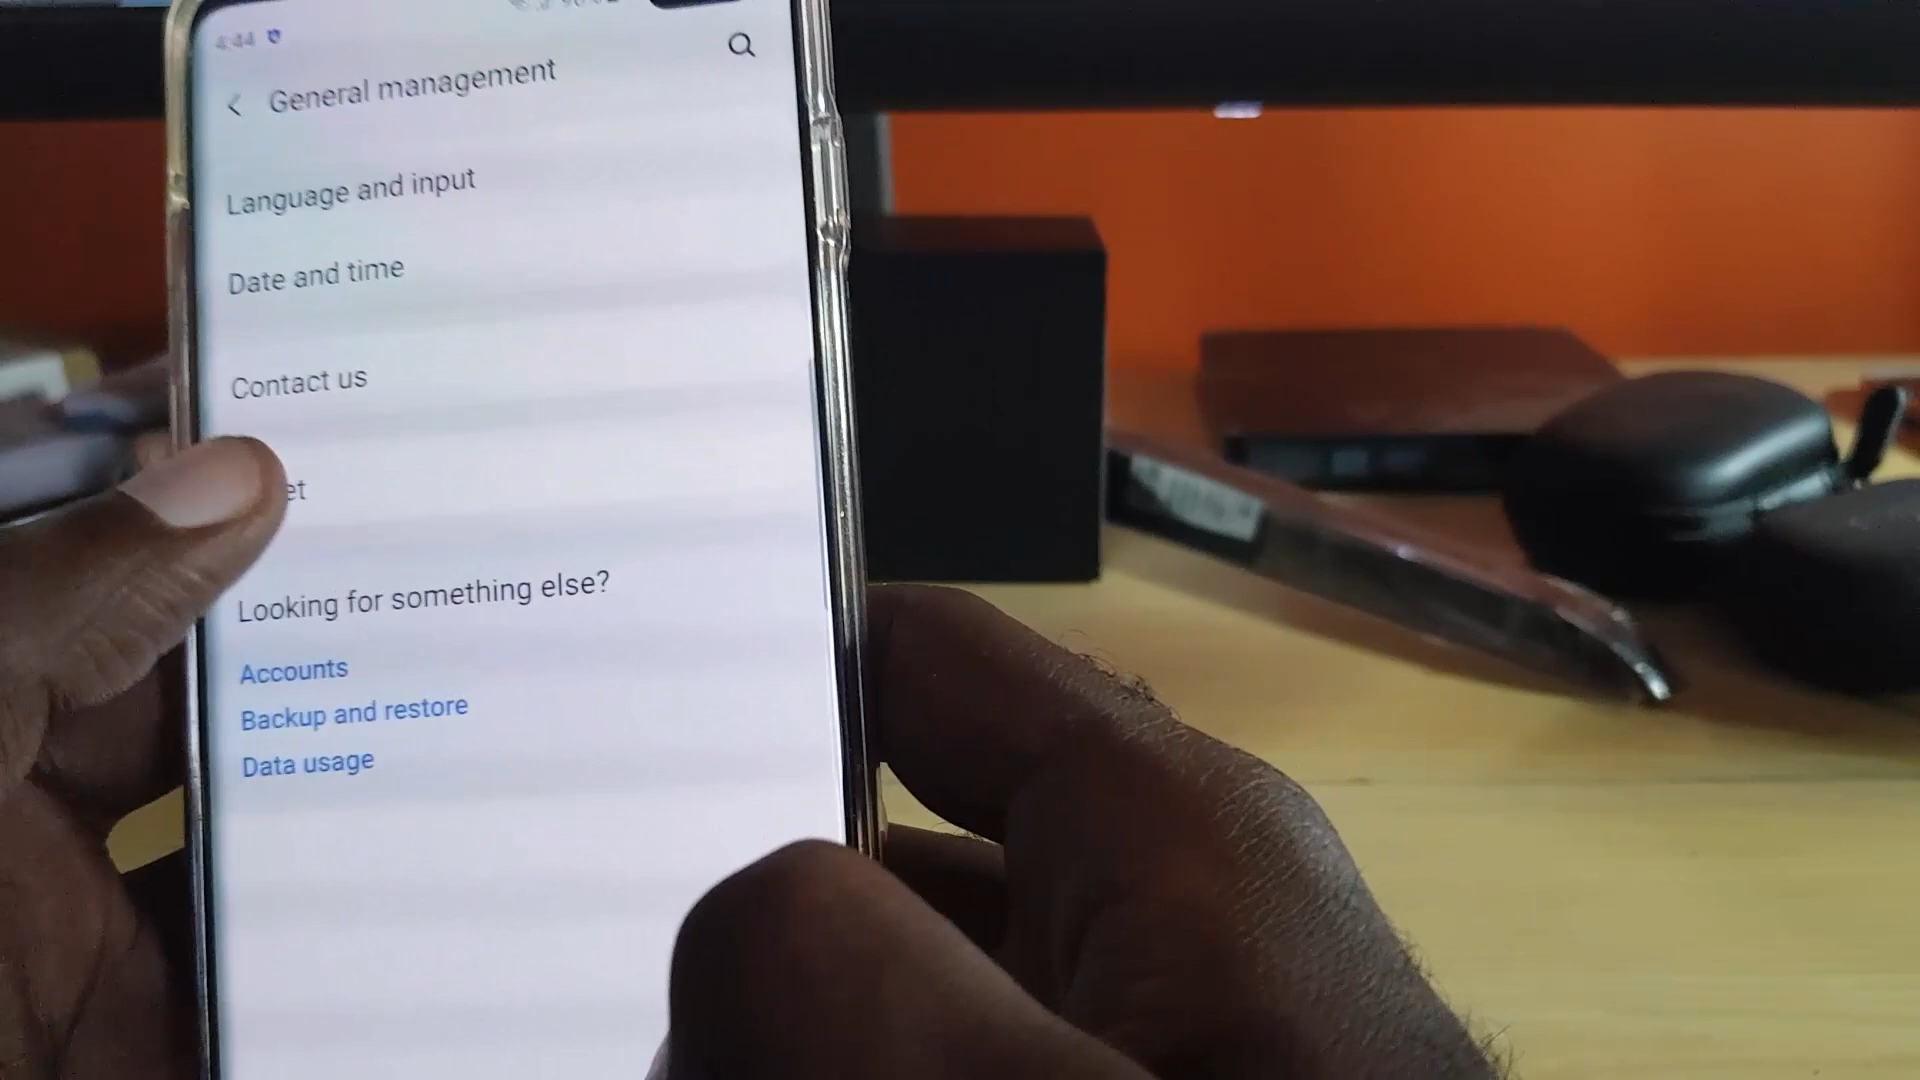 4:44
General management
Language and input
Date and time
Contact us
et
Looking for something else?
Accounts
Backup and restore
Data usage